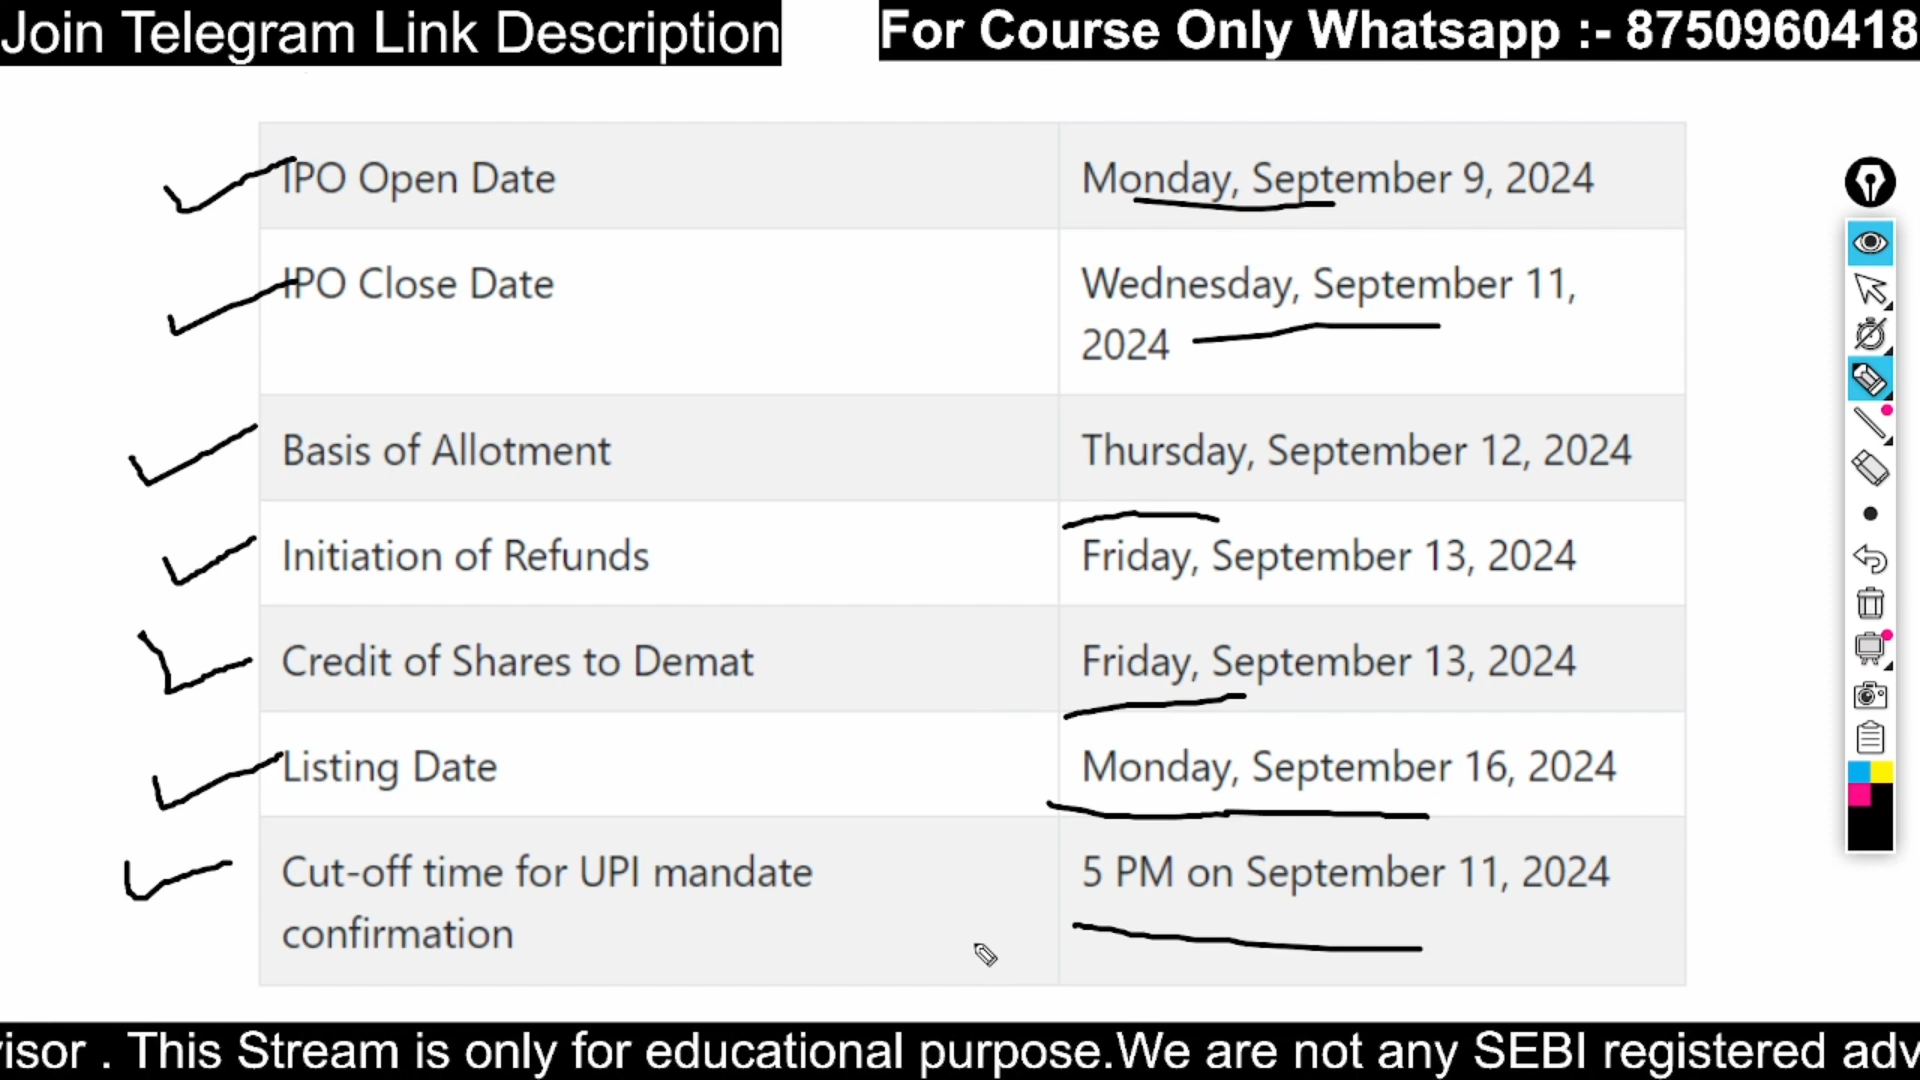 Join Telegram Link Description
For Course Only Whatsapp :- 8750960418
IPO Open Date
Monday, September 9, 2024
IPO Close Date
Wednesday, September 11,
2024
Basis of Allotment
Thursday, September 12, 2024
Initiation of Refunds
Friday, September 13, 2024
Credit of Shares to Demat
Friday, September 13, 2024
Listing Date
Monday, September 16, 2024
Cut-off time for UPI mandate
confirmation
5 PM on September 11, 2024
visor . This Stream is only for educational purpose.We are not any SEBI registered adv